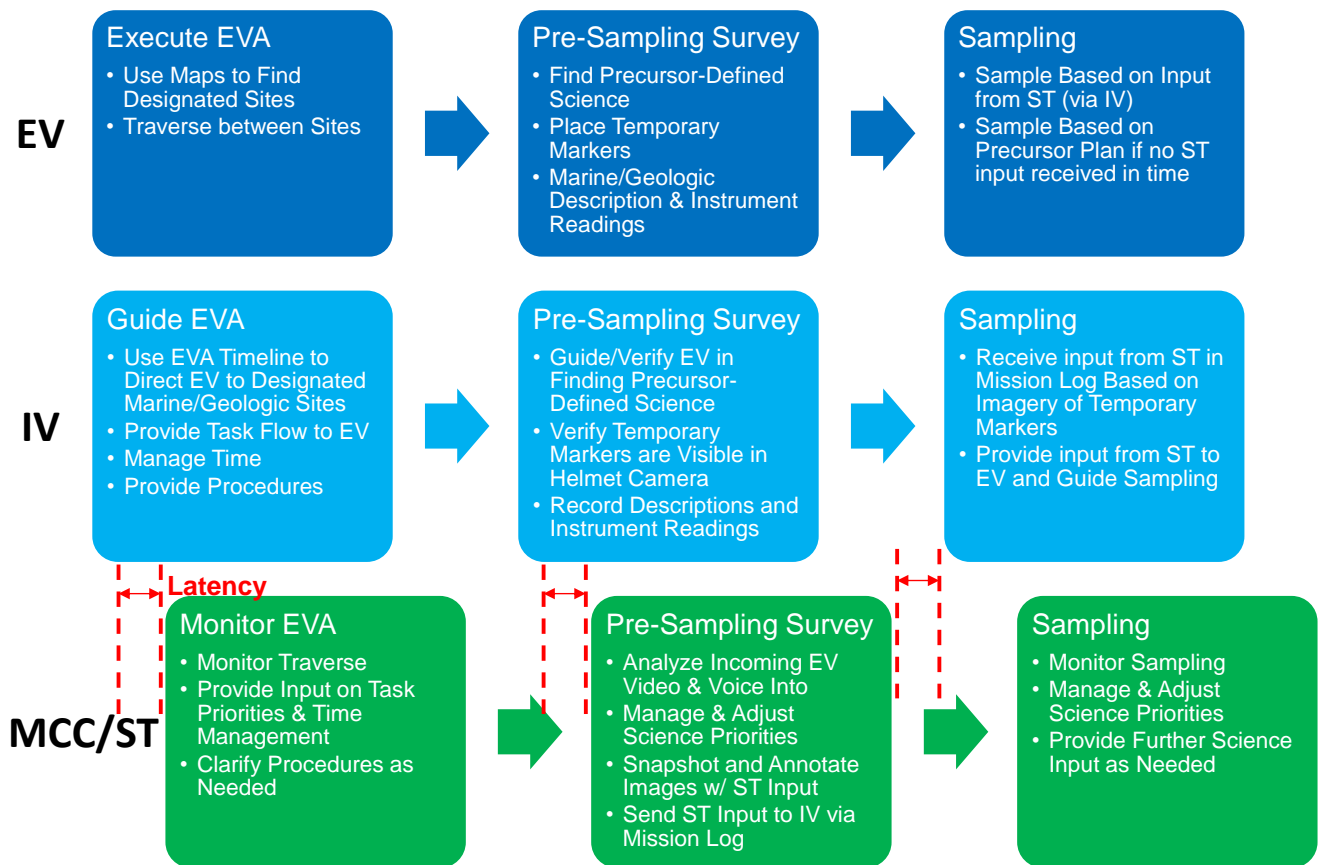 EV
Execute EVA
• Use Maps to Find
Designated Sites
• Traverse between Sites
Pre-Sampling Survey
• Find Precursor-Defined
Science
• Place Temporary
Markers
• Marine/Geologic
Description & Instrument
Readings
Sampling
• Sample Based on Input
from ST (via IV)
• Sample Based on
Precursor Plan if no ST
input received in time
IV
Guide EVA
• Use EVA Timeline to
Direct EV to Designated
Marine/Geologic Sites
• Provide Task Flow to EV
• Manage Time
• Provide Procedures
Pre-Sampling Survey
• Guide/Verify EV in
Finding Precursor-
Defined Science
• Verify Temporary
Markers are Visible in
Helmet Camera
• Record Descriptions and
Instrument Readings
Sampling
• Receive input from ST in
Mission Log Based on
Imagery of Temporary
Markers
• Provide input from ST to
EV and Guide Sampling
Latency
MCC/ST
Monitor EVA
• Monitor Traverse
• Provide Input on Task
Priorities & Time
Management
• Clarify Procedures as
Needed
Pre-Sampling Survey
• Analyze Incoming EV
Video & Voice Into
• Manage & Adjust
Science Priorities
• Snapshot and Annotate
Images w/ ST Input
• Send ST Input to IV via
Mission Log
Sampling
• Monitor Sampling
• Manage & Adjust
Science Priorities
• Provide Further Science
Input as Needed